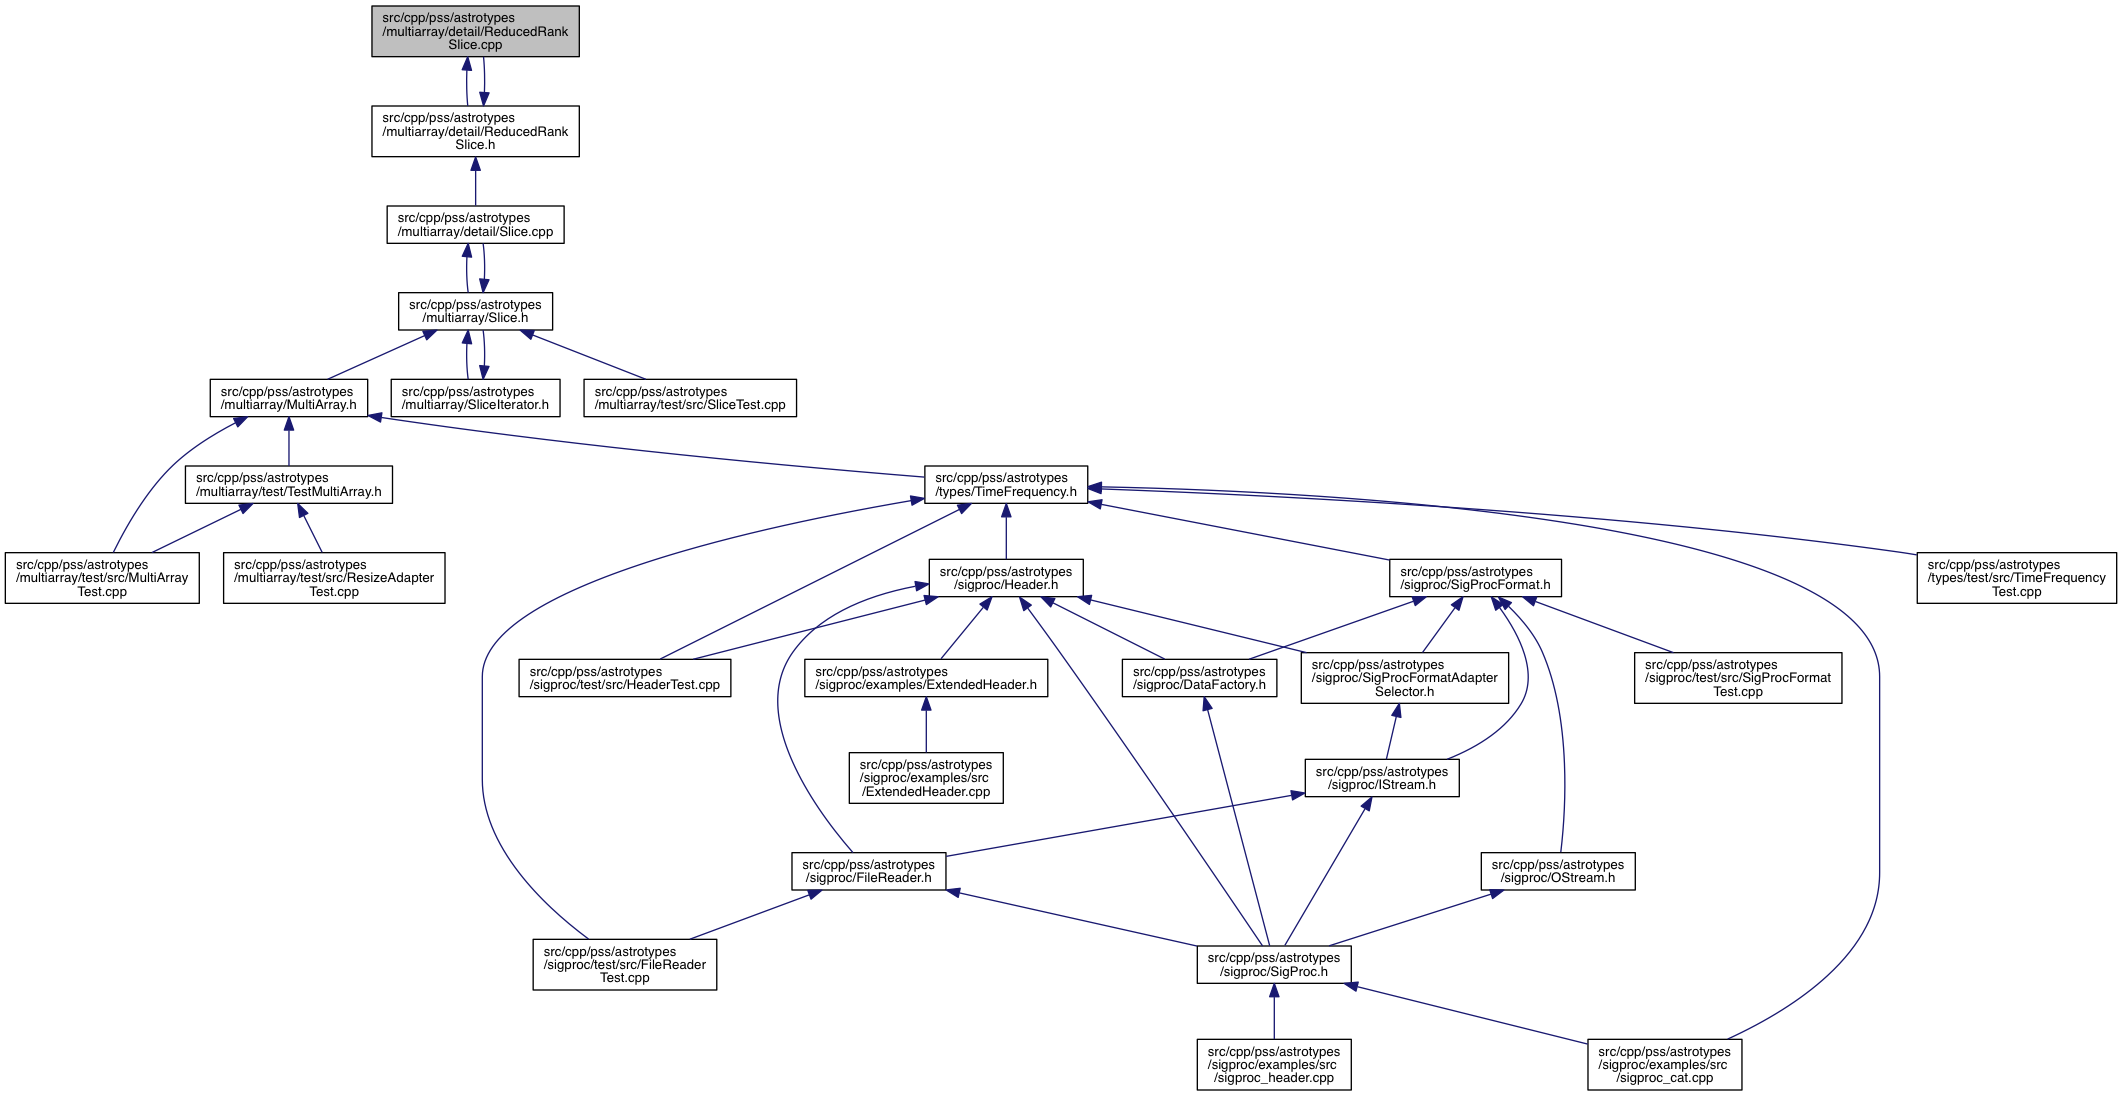 src/cpp/pss/astrotypes
/multiarray/detail/ReducedRank
Slice.cpp
src/cpp/pss/astrotypes
/multiarray/detail/ReducedRank
Slice.h
src/cpp/pss/astrotypes
/multiarray/detail/Slice.cpp
src/cpp/pss/astrotypes
/multiarray/Slice.h
src/cpp/pss/astrotypes
/multiarray/MultiArray.h
src/cpp/pss/astrotypes
/multiarray/SliceIterator.h
src/cpp/pss/astrotypes
/multiarray/test/src/SliceTest.cpp
src/cpp/pss/astrotypes
/multiarray/test/TestMultiArray.h
src/cpp/pss/astrotypes
/types/TimeFrequency.h
src/cpp/pss/astrotypes
/multiarray/test/src/MultiArray
Test.cpp
src/cpp/pss/astrotypes
/multiarray/test/src/ResizeAdapter
Test.cpp
src/cpp/pss/astrotypes
/sigproc/Header.h
src/cpp/pss/astrotypes
/sigproc/SigProcFormat.h
src/cpp/pss/astrotypes
/types/test/src/TimeFrequency
Test.cpp
src/cpp/pss/astrotypes
/sigproc/test/src/HeaderTest.cpp
src/cpp/pss/astrotypes
/sigproc/examples/ExtendedHeader.h
src/cpp/pss/astrotypes
/sigproc/DataFactory.h
src/cpp/pss/astrotypes
/sigproc/SigProcFormatAdapter
Selector.h
src/cpp/pss/astrotypes
/sigproc/test/src/SigProcFormat
Test.cpp
src/cpp/pss/astrotypes
/sigproc/examples/src
/ExtendedHeader.cpp
src/cpp/pss/astrotypes
/sigproc/IStream.h
src/cpp/pss/astrotypes
/sigproc/FileReader.h
src/cpp/pss/astrotypes
/sigproc/OStream.h
src/cpp/pss/astrotypes
/sigproc/test/src/FileReader
Test.cpp
src/cpp/pss/astrotypes
/sigproc/SigProc.h
src/cpp/pss/astrotypes
/sigproc/examples/src
/sigproc_header.cpp
src/cpp/pss/astrotypes
/sigproc/examples/src
/sigproc_cat.cpp